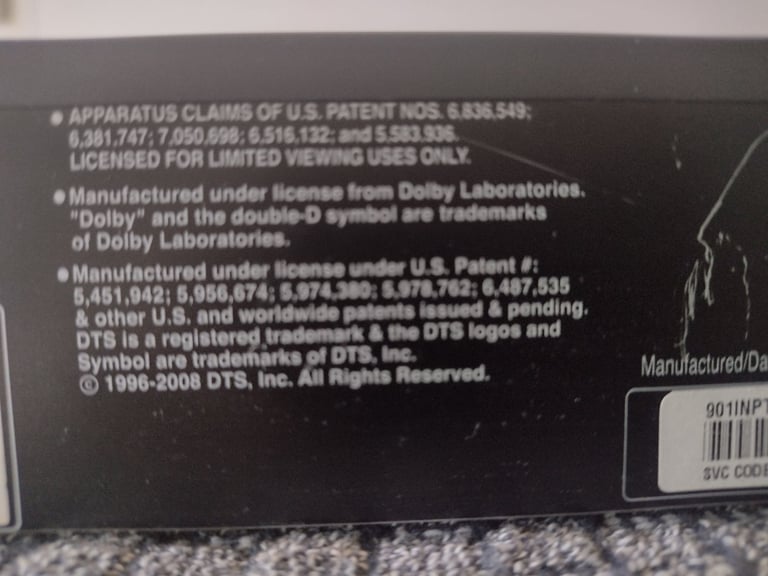 ● APPARATUS CLAIMS OF U.S. PATENT NOS. 6,836,549;
6,381,747; 7,050,698; 6,516,132; and 5,583,936.
LICENSED FOR LIMITED VIEWING USES ONLY.
● Manufactured under license from Dolby Laboratories.
"Dolby" and the double-D symbol are trademarks
of Dolby Laboratories.
● Manufactured under license under U.S. Patent #:
5,451,942; 5,956,674; 5,974,380; 5,978,762; 6,487,535
& other U.S. and worldwide patents issued & pending.
DTS is a registered trademark & the DTS logos and
Symbol are trademarks of DTS, Inc.
© 1996-2008 DTS, Inc. All Rights Reserved.
Manufactured/Da
901INPT
SVC CODE